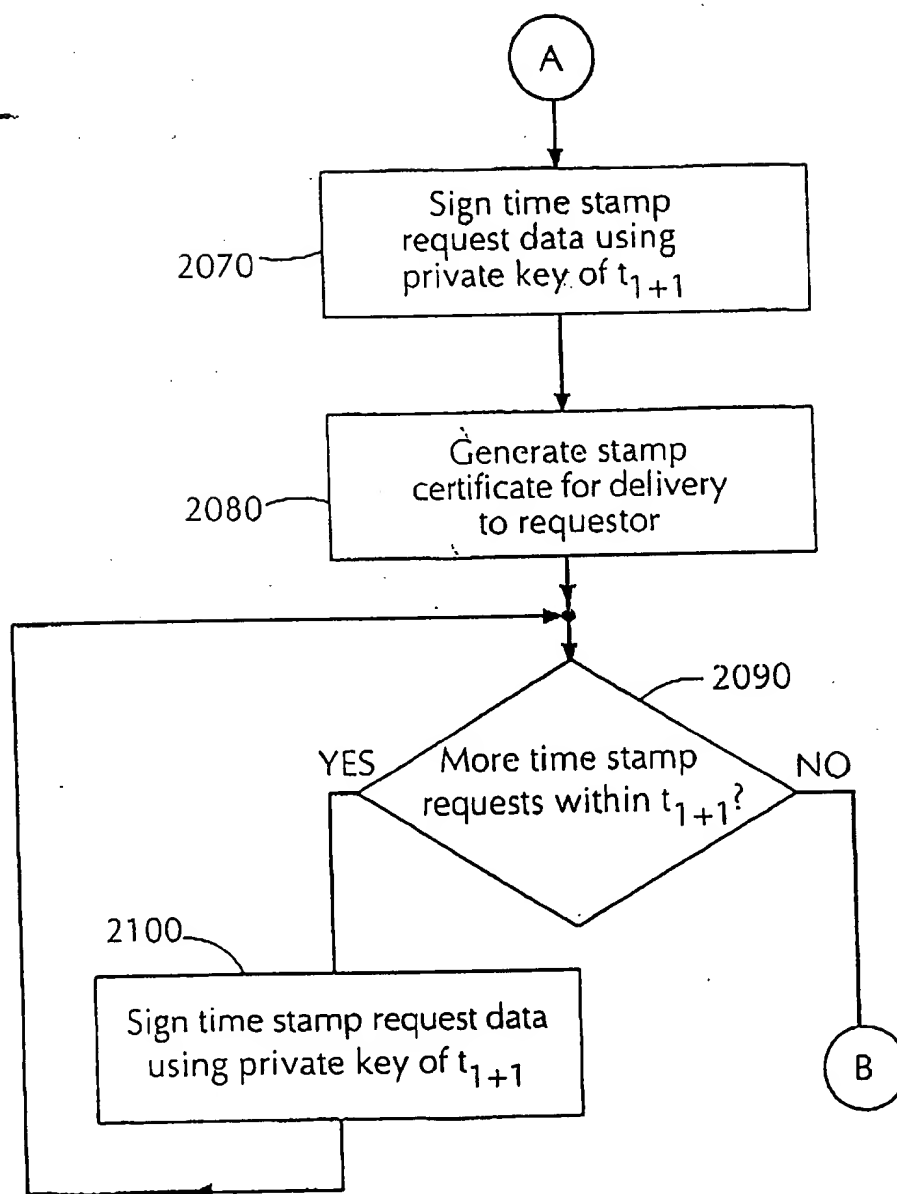 A
Sign time stamp
request data using
private key of t1+1
2070
Generate stamp
certificate for delivery
to requestor
2080
2090
YES
More time stamp
requests within t1+1?
NO
2100
Sign time stamp request data
using private key of t1+1
B